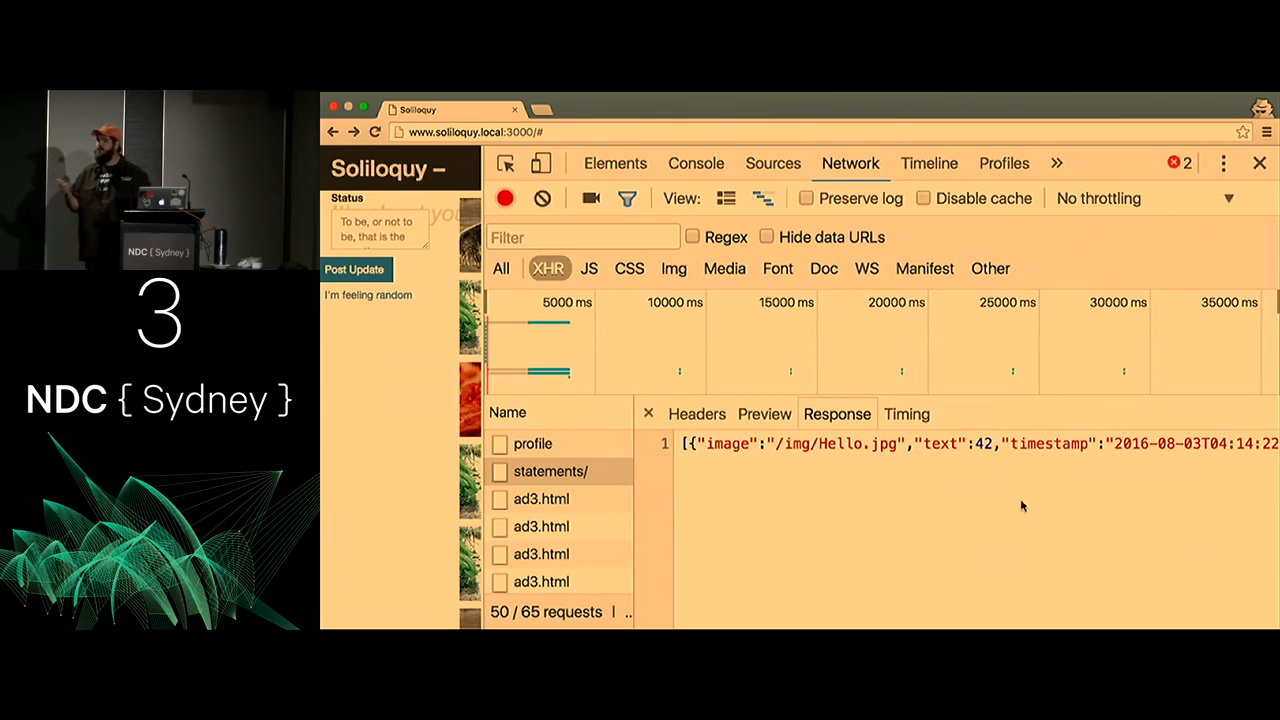 NDC { Sydney }
3
NDC { Sydney }
Soliloquy
www.soliloquy.local:3000/#
Soliloquy –
Status
To be, or not to
be, that is the
Post Update
I'm feeling random
Elements Console Sources Network Timeline Profiles » 2
View: Preserve log Disable cache No throttling
Filter Regex Hide data URLs
All XHR JS CSS Img Media Font Doc WS Manifest Other
5000 ms 10000 ms 15000 ms 20000 ms 25000 ms 30000 ms 35000 ms
Name
profile
statements/
ad3.html
ad3.html
ad3.html
ad3.html
50 / 65 requests | ..
× Headers Preview Response Timing
1 [{"image":"/img/Hello.jpg","text":42,"timestamp":"2016-08-03T04:14:22